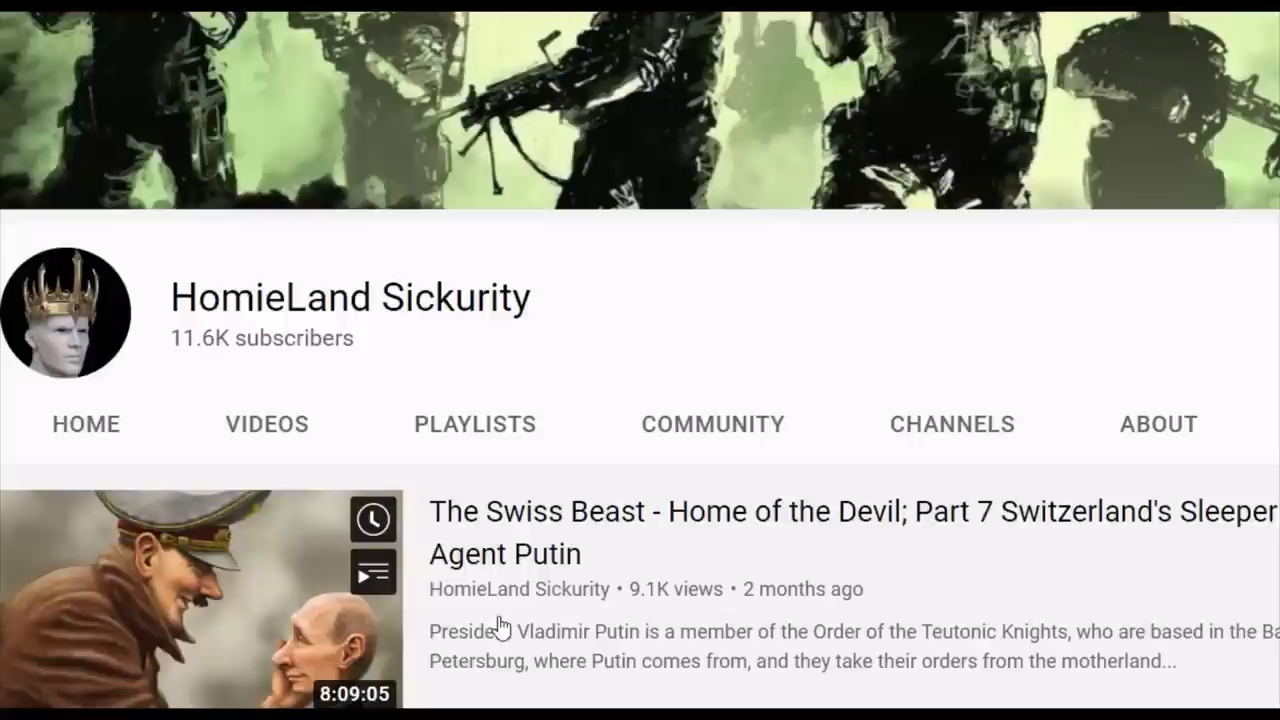 HomieLand Sickurity
11.6K subscribers
HOME VIDEOS PLAYLISTS COMMUNITY CHANNELS ABOUT
The Swiss Beast - Home of the Devil; Part 7 Switzerland's Sleeper
Agent Putin
HomieLand Sickurity • 9.1K views • 2 months ago
Vladimir Putin is a member of the Order of the Teutonic Knights, who are based in the
Petersburg, where Putin comes from, and they take their orders from the motherland...
8:09:05